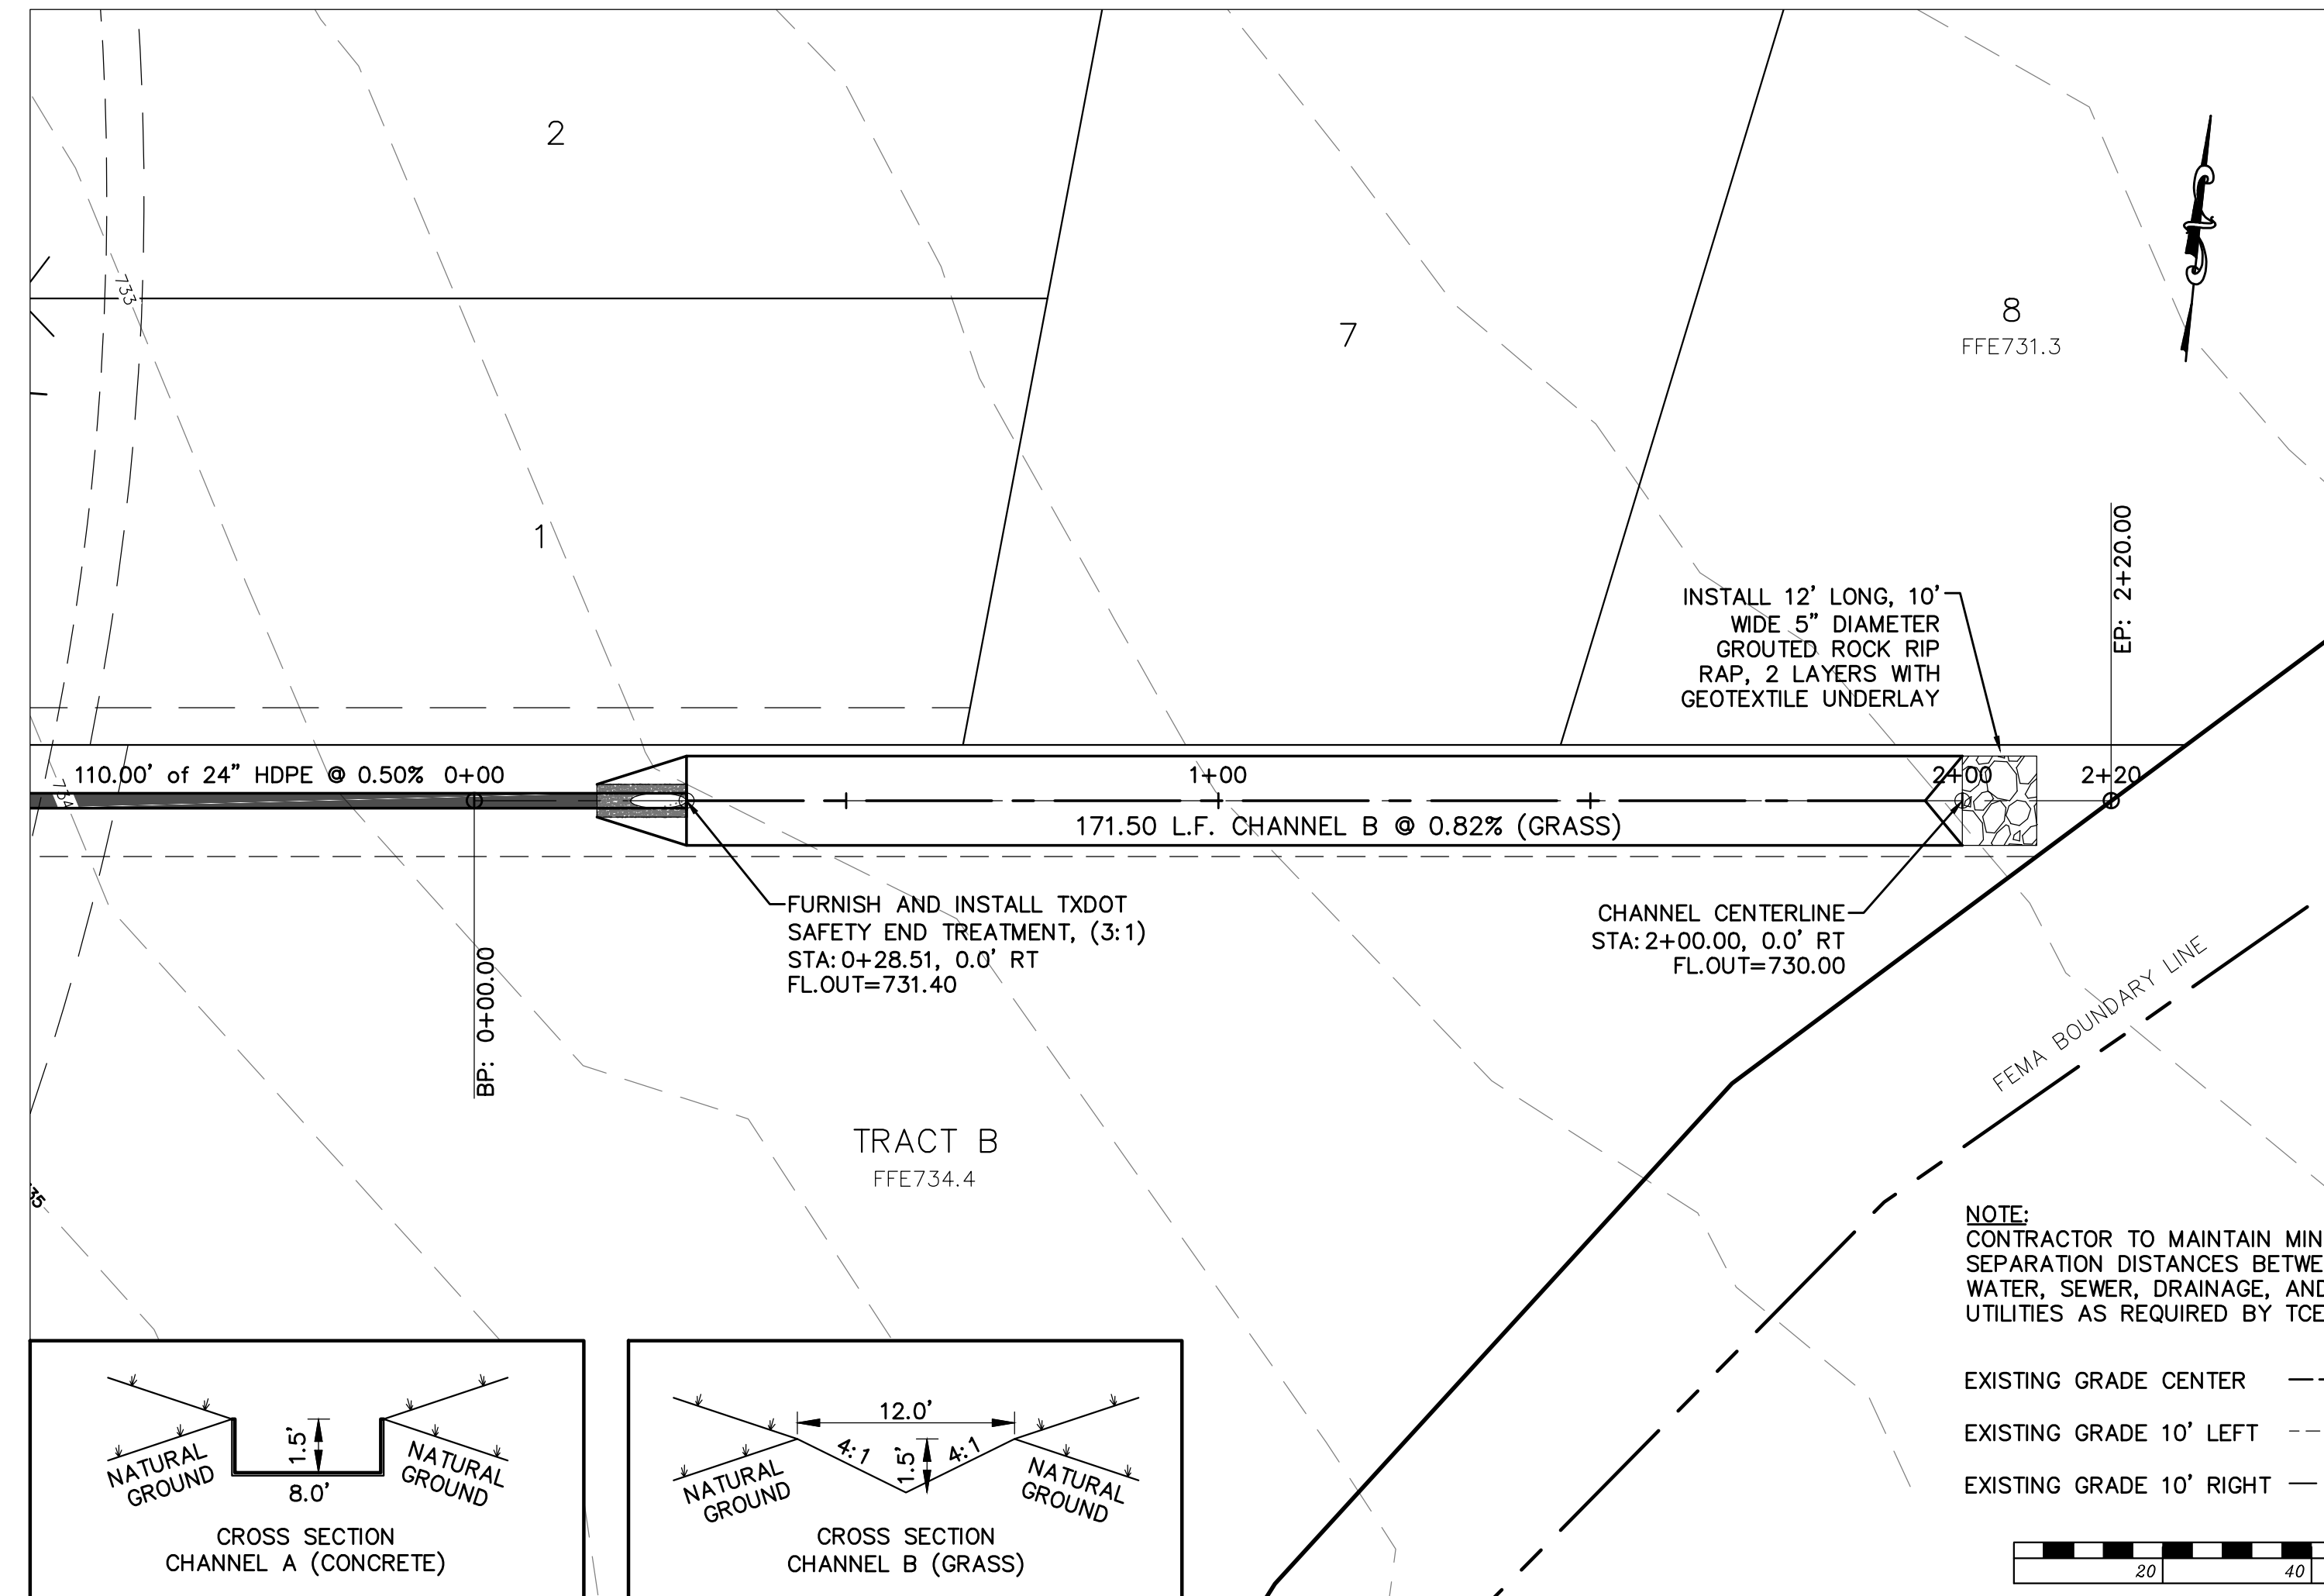 2
733
7
8
FFE731.3
1
INSTALL 12' LONG, 10'
WIDE 5" DIAMETER
GROUTED ROCK RIP
RAP, 2 LAYERS WITH
GEOTEXTILE UNDERLAY
EP: 2+20.00
110.00' of 24" HDPE @ 0.50%
0+00
1+00
2+00
2+20
734
171.50 L.F. CHANNEL B @ 0.82% (GRASS)
FURNISH AND INSTALL TXDOT
SAFETY END TREATMENT, (3:1)
STA:0+28.51, 0.0' RT
FL.OUT=731.40
CHANNEL CENTERLINE
STA:2+00.00, 0.0' RT
FL.OUT=730.00
BP: 0+00.00
FEMA BOUNDARY LINE
TRACT B
FFE734.4
35
NOTE:
CONTRACTOR TO MAINTAIN MIN
SEPARATION DISTANCES BETWE
WATER, SEWER, DRAINAGE, AND
UTILITIES AS REQUIRED BY TCE
EXISTING GRADE CENTER
EXISTING GRADE 10' LEFT
EXISTING GRADE 10' RIGHT
20 40
NATURAL
GROUND
1.5'
8.0'
NATURAL
GROUND
CROSS SECTION
CHANNEL A (CONCRETE)
12.0'
4:1
1.5'
4:1
NATURAL
GROUND
NATURAL
GROUND
CROSS SECTION
CHANNEL B (GRASS)